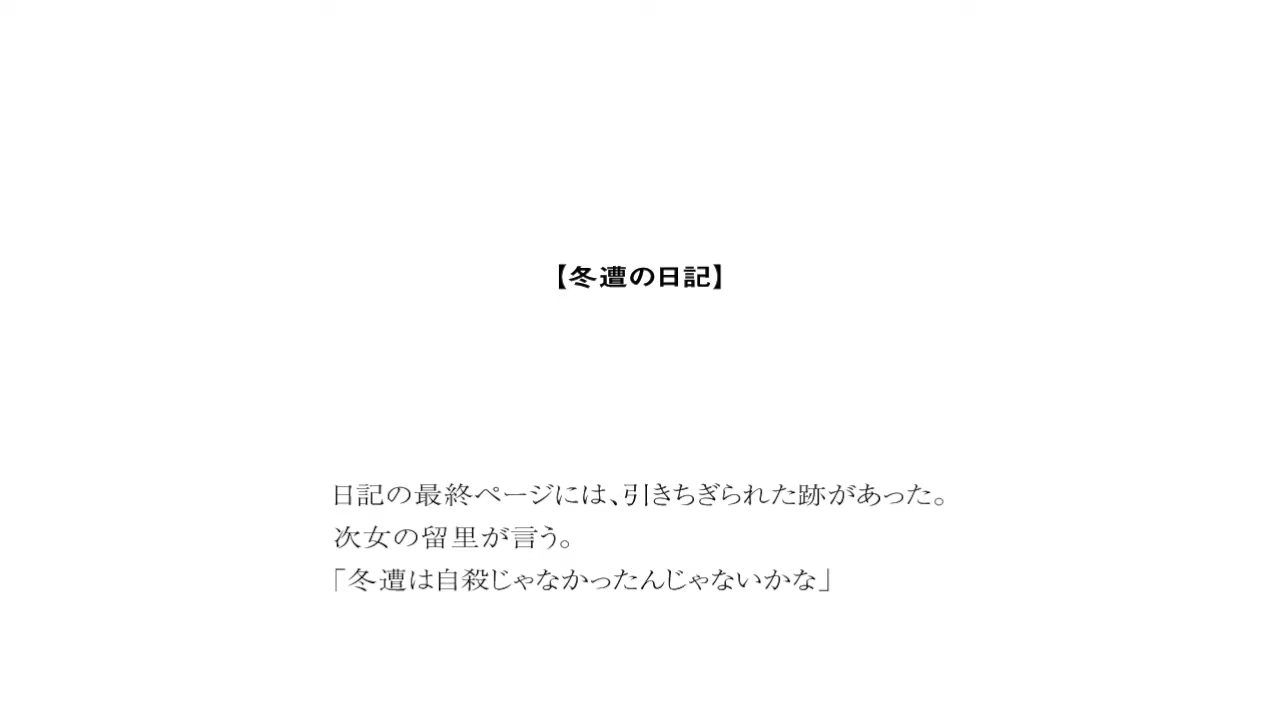 【冬遭の日記】
日記の最終ページには、引きちぎられた跡があった。
次女の留里が言う。
「冬遭は自殺じゃなかったんじゃないかな」